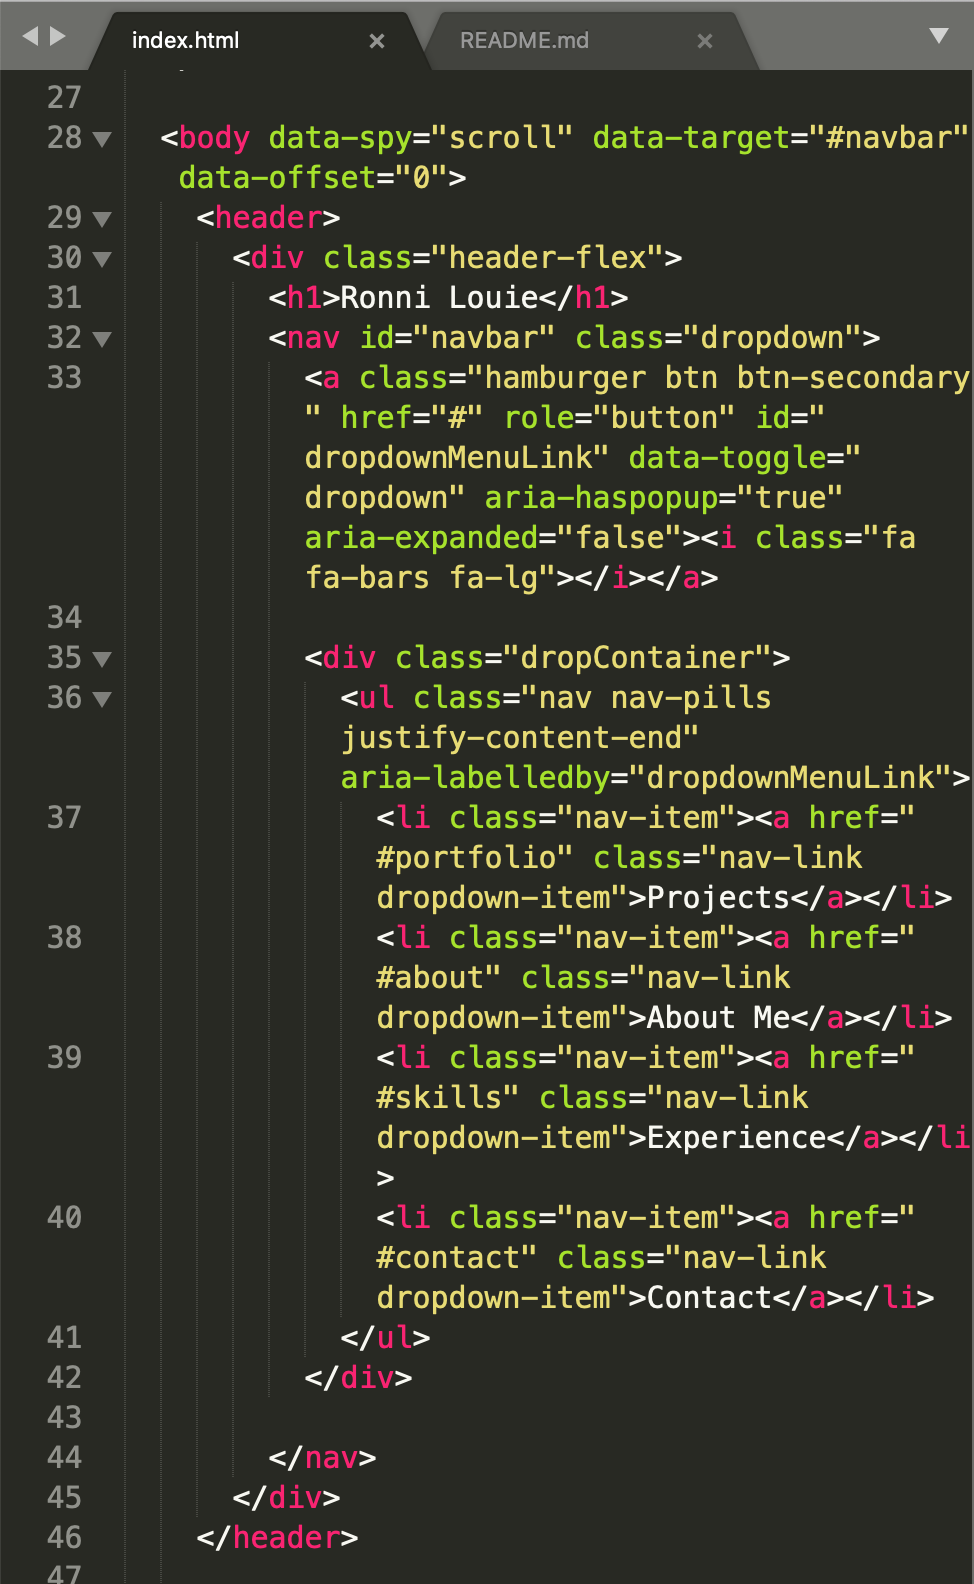 index.html × README.md ×
27
28 <body data-spy="scroll" data-target="#navbar"
data-offset="0">
29 <header>
30 <div class="header-flex">
31 <h1>Ronni Louie</h1>
32 <nav id="navbar" class="dropdown">
33 <a class="hamburger btn btn-secondary
" href="#" role="button" id="
dropdownMenuLink" data-toggle="
dropdown" aria-haspopup="true"
aria-expanded="false"><i class="fa
fa-bars fa-lg"></i></a>
34
35 <div class="dropContainer">
36 <ul class="nav nav-pills
justify-content-end"
aria-labelledby="dropdownMenuLink">
37 <li class="nav-item"><a href="
#portfolio" class="nav-link
dropdown-item">Projects</a></li>
38 <li class="nav-item"><a href="
#about" class="nav-link
dropdown-item">About Me</a></li>
39 <li class="nav-item"><a href="
#skills" class="nav-link
dropdown-item">Experience</a></li
>
40 <li class="nav-item"><a href="
#contact" class="nav-link
dropdown-item">Contact</a></li>
41 </ul>
42 </div>
43
44 </nav>
45 </div>
46 </header>
47